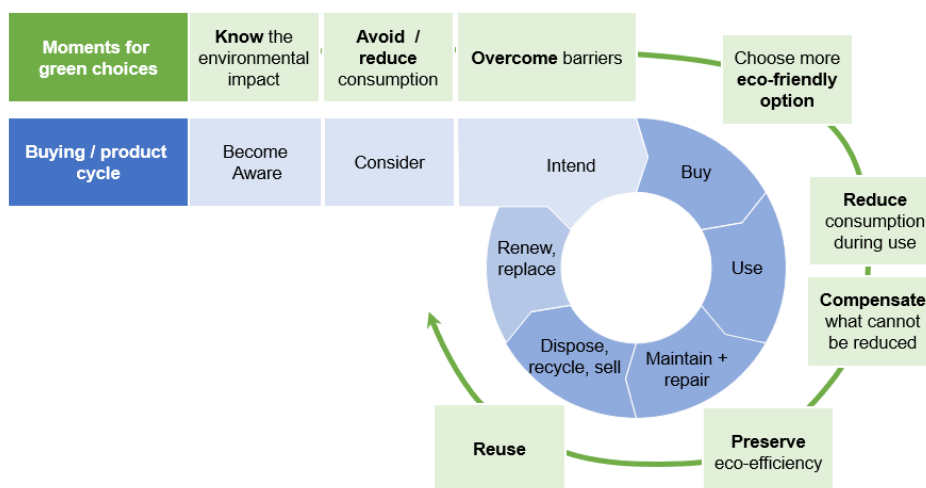 Moments for
green choices
Know the
environmental
impact
Avoid /
reduce
consumption
Overcome barriers
Choose more
eco-friendly
option
Buying / product
cycle
Become
Aware
Consider
Intend
Buy
Reduce
consumption
during use
Renew,
replace
Use
Compensate
what cannot
be reduced
Dispose,
recycle, sell
Maintain +
repair
Reuse
Preserve
eco-efficiency